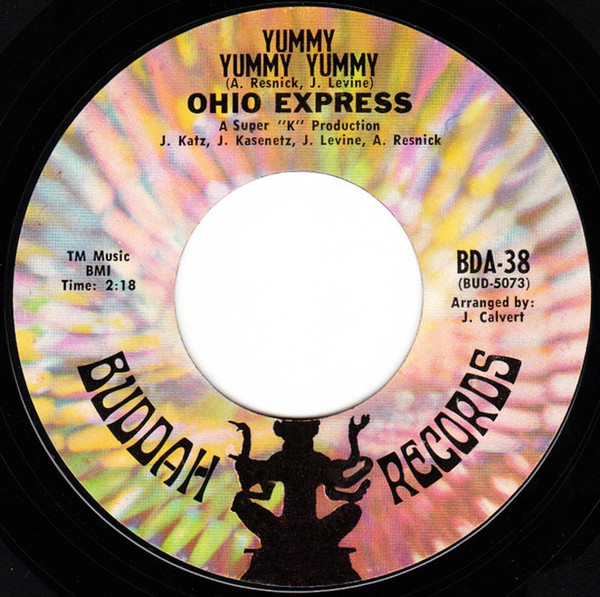 YUMMY
YUMMY YUMMY
(A. Resnick, J. Levine)
OHIO EXPRESS
A Super "K" Production
J. Katz, J. Kasenetz, J. Levine, A. Resnick
TM Music
BMI
Time: 2:18
BDA-38
(BUD-5073)
Arranged by:
J. Calvert
BUDDAH RECORDS